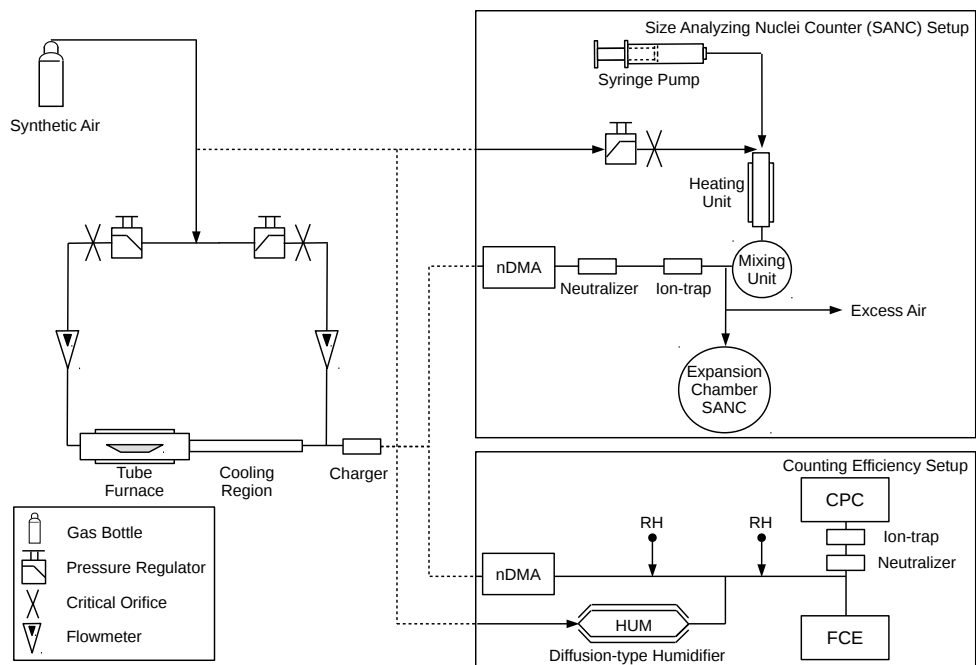 Size Analyzing Nuclei Counter (SANC) Setup
Syringe Pump
Synthetic Air
Heating
Unit
Mixing
Unit
nDMA
Neutralizer
Ion-trap
Excess Air
Expansion
Chamber
SANC
Tube
Furnace
Cooling
Region
Charger
Counting Efficiency Setup
CPC
Ion-trap
Neutralizer
RH
RH
nDMA
HUM
Diffusion-type Humidifier
FCE
Gas Bottle
Pressure Regulator
Critical Orifice
Flowmeter